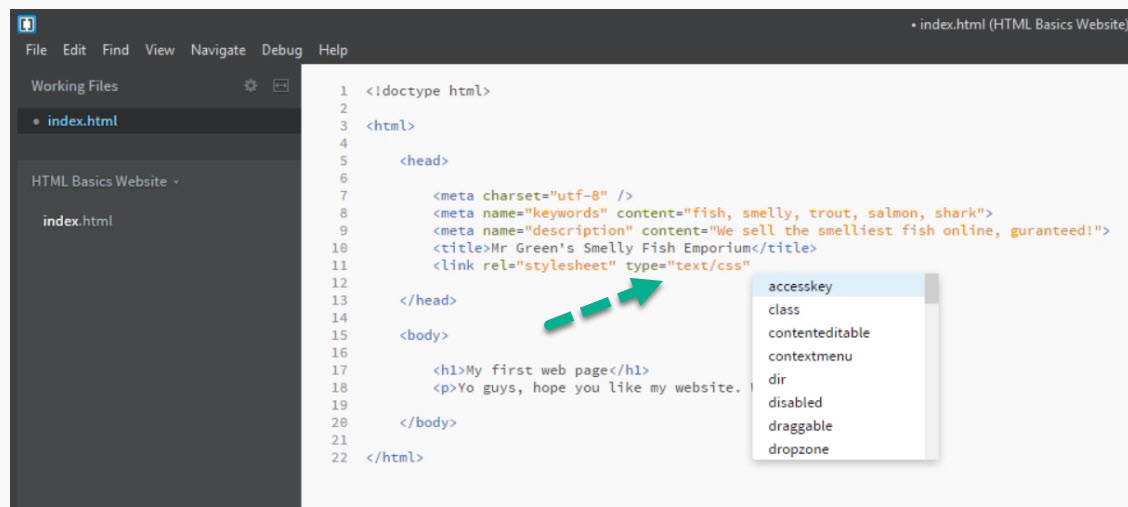 • index.html (HTML Basics Website)
File Edit Find View Navigate Debug Help
Working Files
• index.html
HTML Basics Website
index.html
1 <!doctype html>
2
3 <html>
4
5 <head>
6
7 <meta charset="utf-8" />
8 <meta name="keywords" content="fish, smelly, trout, salmon, shark">
9 <meta name="description" content="We sell the smelliest fish online, guranteed!">
10 <title>Mr Green's Smelly Fish Emporium</title>
11 <link rel="stylesheet" type="text/css"
12
13 </head>
14
15 <body>
16
17 <h1>My first web page</h1>
18 <p>Yo guys, hope you like my website.
19
20 </body>
21
22 </html>
accesskey
class
contenteditable
contextmenu
dir
disabled
draggable
dropzone